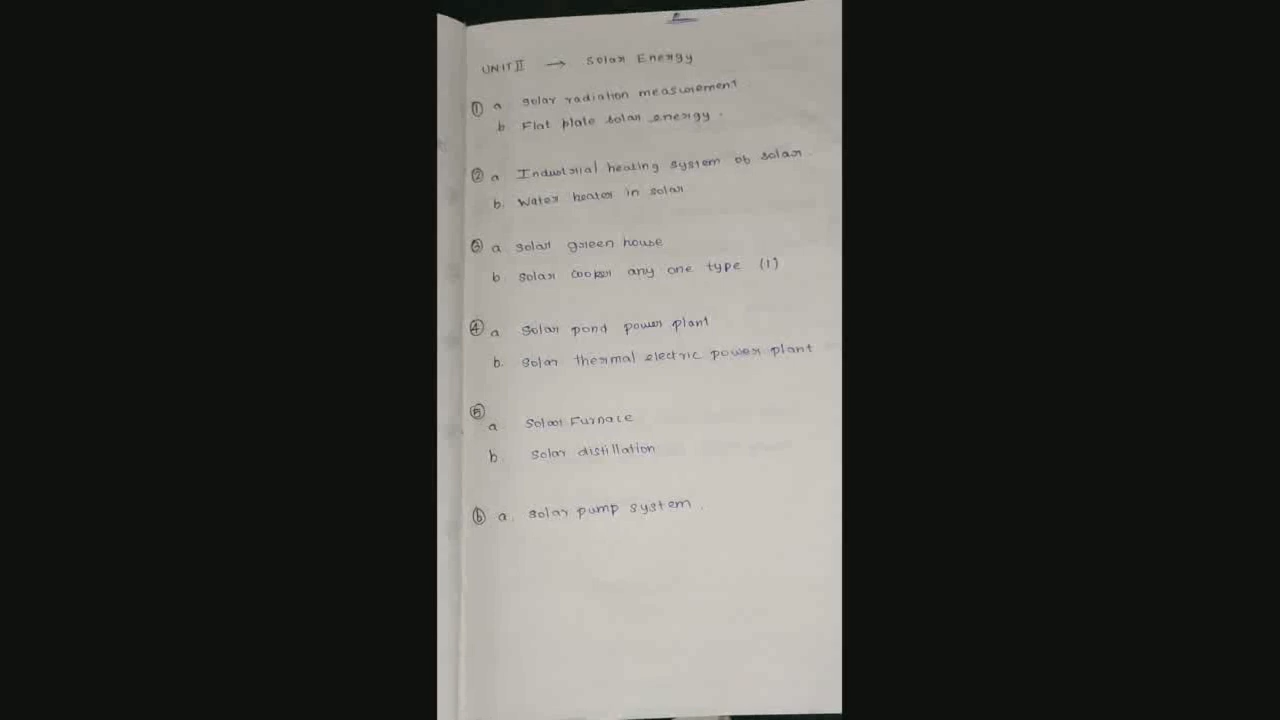 UNIT II → Solar Energy
① a solar radiation measurement
b Flat plate solar energy.
② a Industrial heating system of solar
b. Water heater in solar
③ a solar green house
b Solar cooker any one type (1)
④ a Solar pond power plant
b. Solar thermal electric power plant
⑤
a Solar Furnace
b Solar distillation
⑥ a. Solar pump system.